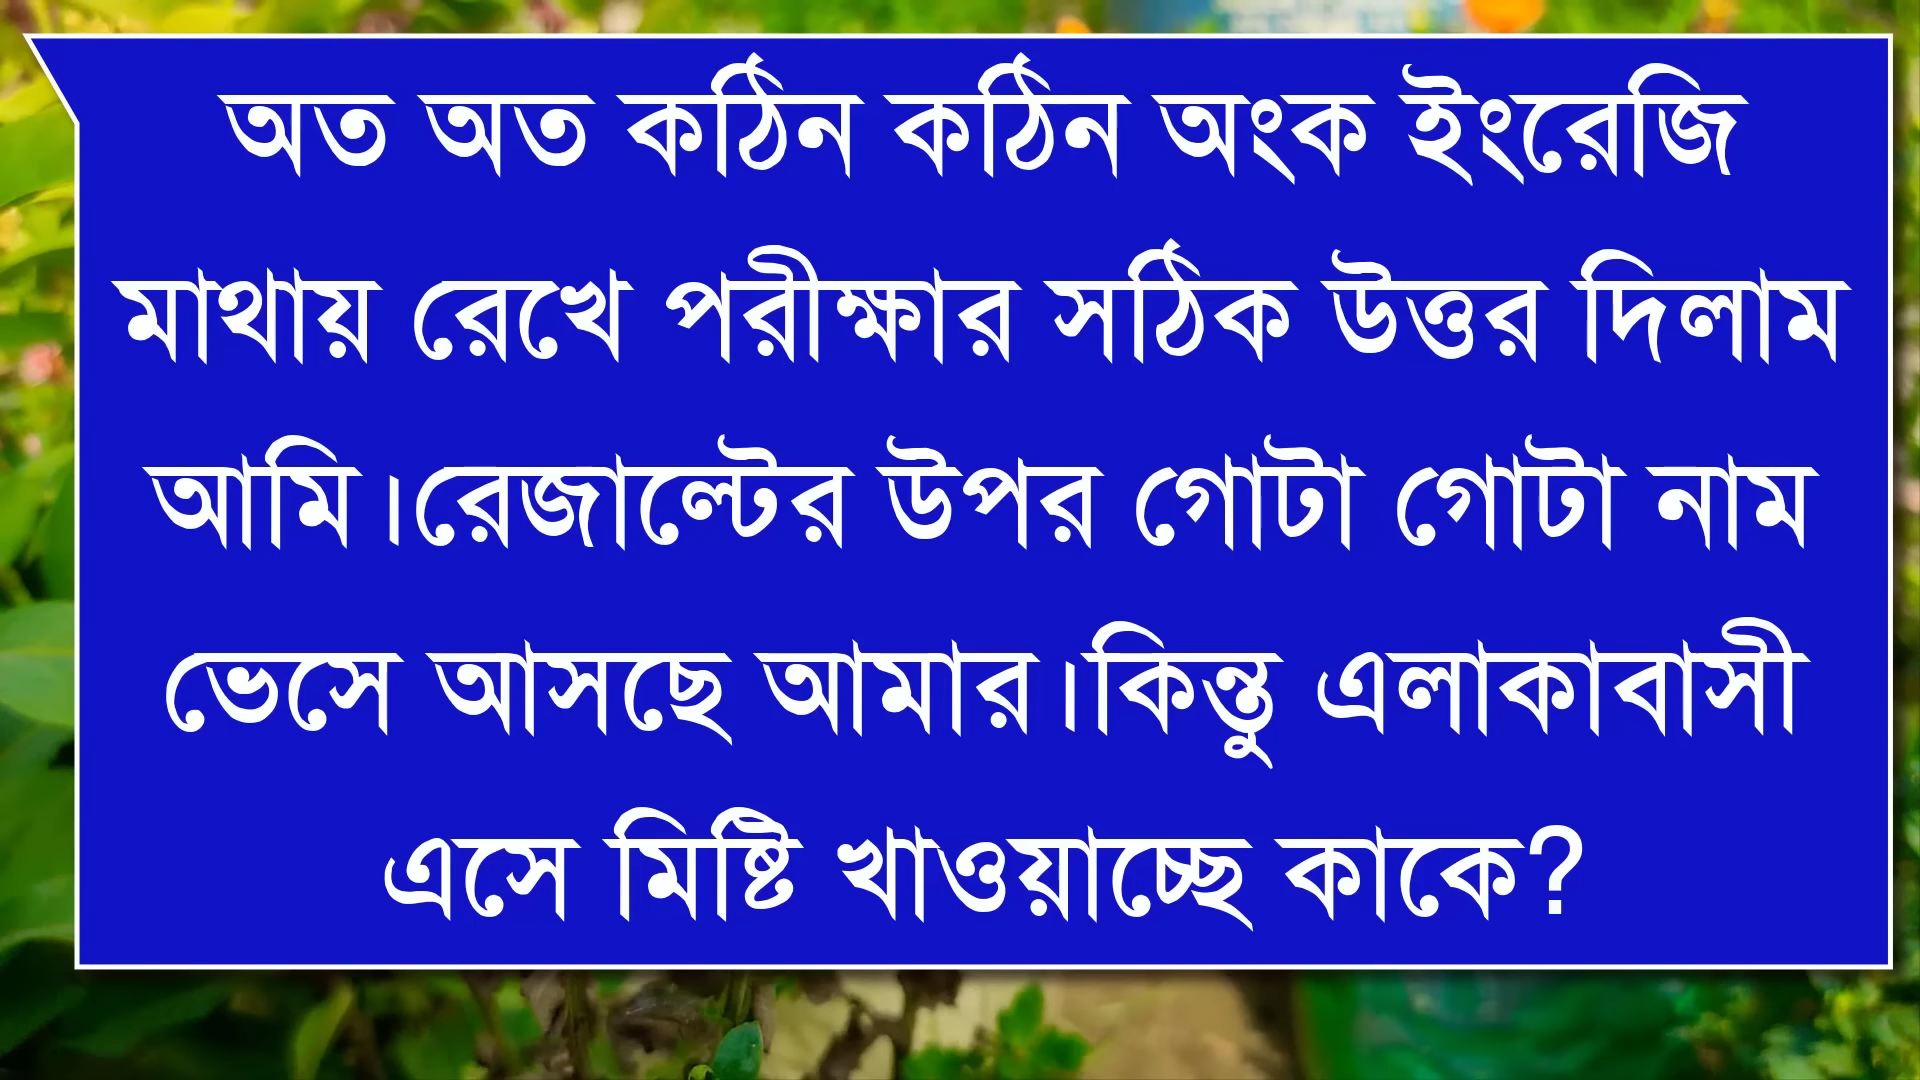 অত অত কঠিন কঠিন অংক ইংরেজি
মাথায় রেখে পরীক্ষার সঠিক উত্তর দিলাম
আমি।রেজাল্টের উপর গোটা গোটা নাম
ভেসে আসছে আমার।কিন্তু এলাকাবাসী
এসে মিষ্টি খাওয়াচ্ছে কাকে?